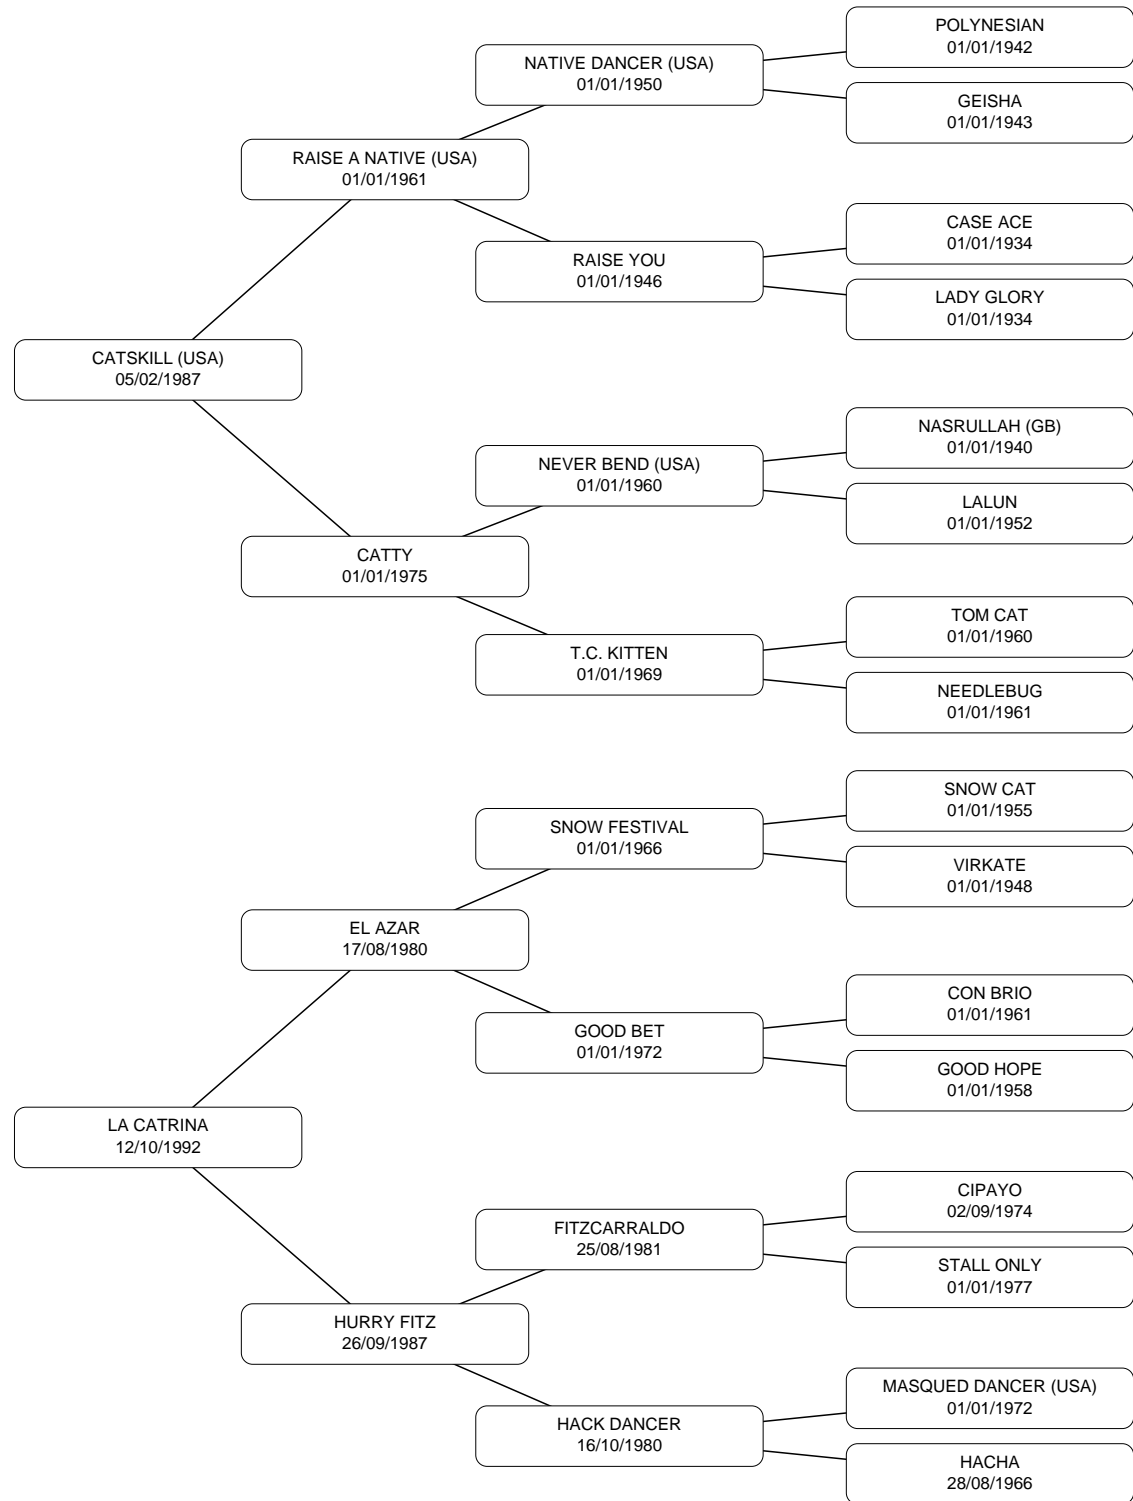 POLYNESIAN
01/01/1942
NATIVE DANCER (USA)
01/01/1950
GEISHA
01/01/1943
RAISE A NATIVE (USA)
01/01/1961
CASE ACE
01/01/1934
RAISE YOU
01/01/1946
LADY GLORY
01/01/1934
CATSKILL (USA)
05/02/1987
NASRULLAH (GB)
01/01/1940
NEVER BEND (USA)
01/01/1960
LALUN
01/01/1952
CATTY
01/01/1975
TOM CAT
01/01/1960
T.C. KITTEN
01/01/1969
NEEDLEBUG
01/01/1961
SNOW CAT
01/01/1955
SNOW FESTIVAL
01/01/1966
VIRKATE
01/01/1948
EL AZAR
17/08/1980
CON BRIO
01/01/1961
GOOD BET
01/01/1972
GOOD HOPE
01/01/1958
LA CATRINA
12/10/1992
CIPAYO
02/09/1974
FITZCARRALDO
25/08/1981
STALL ONLY
01/01/1977
HURRY FITZ
26/09/1987
MASQUED DANCER (USA)
01/01/1972
HACK DANCER
16/10/1980
HACHA
28/08/1966